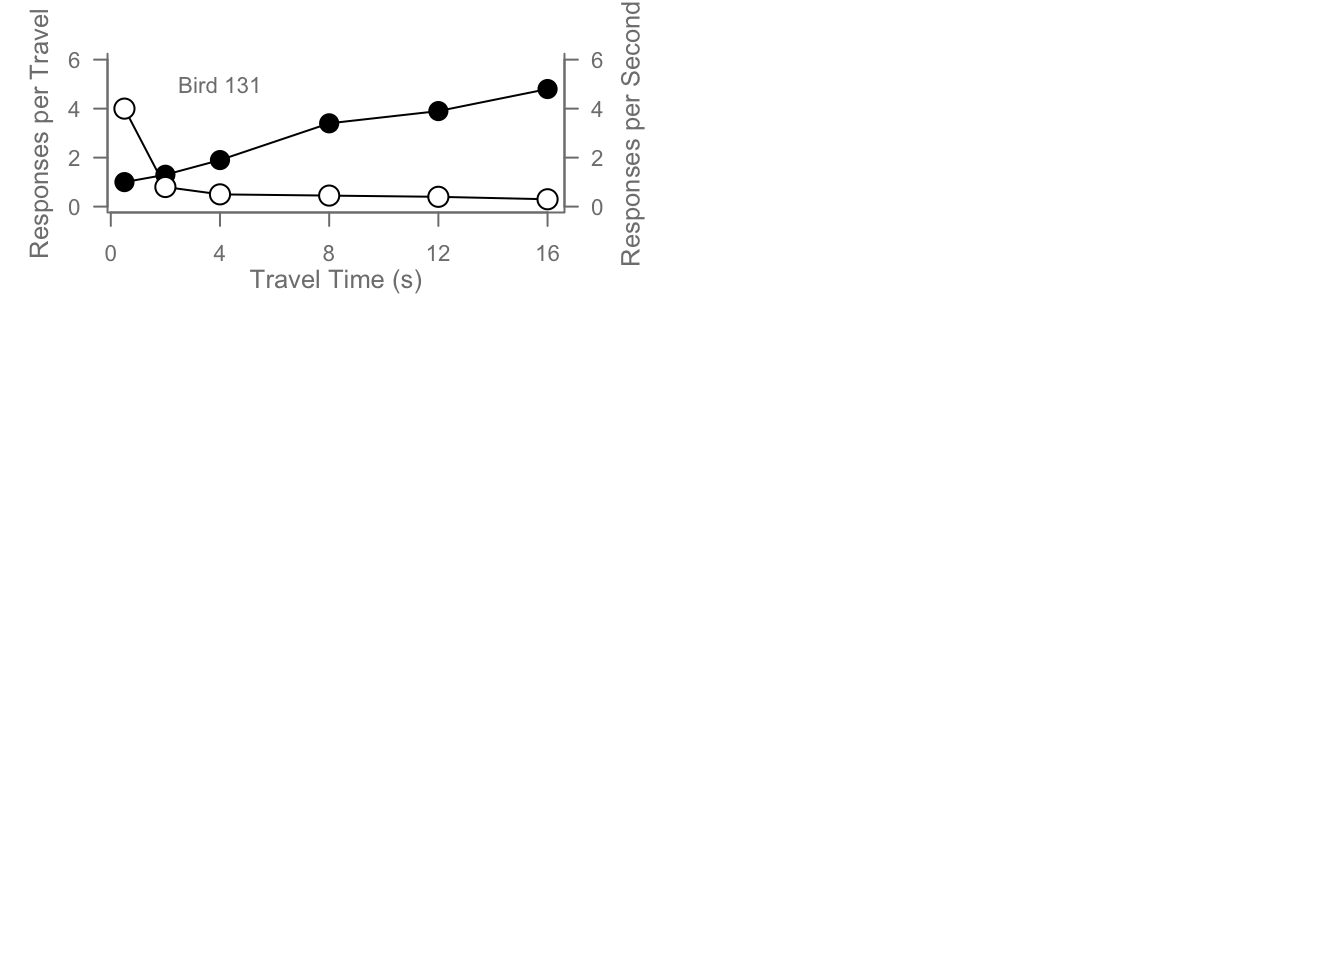 Responses per Travel
6
4
2
0
Bird 131
6
4
2
0
Responses per Second
0 4 8 12 16
Travel Time (s)